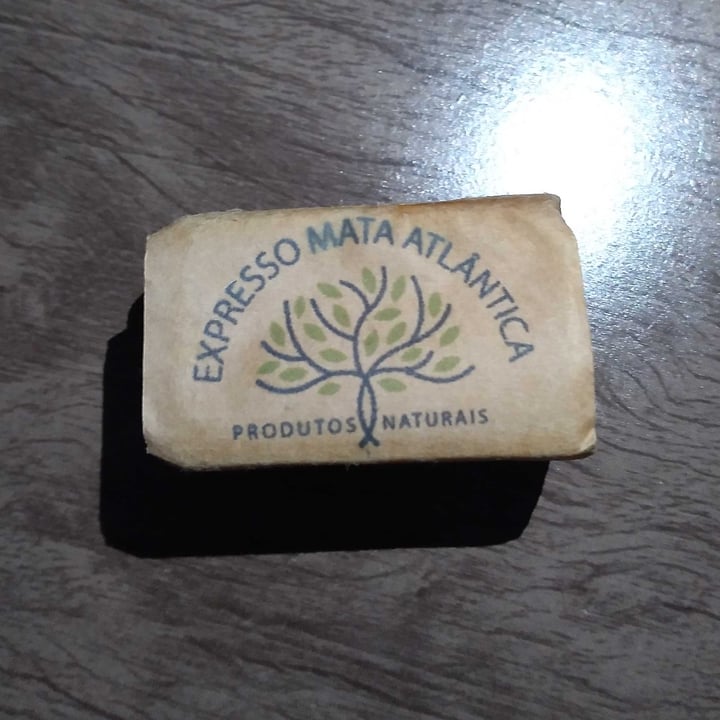 EXPRESSO MATA ATLÂNTICA
PRODUTOS NATURAIS